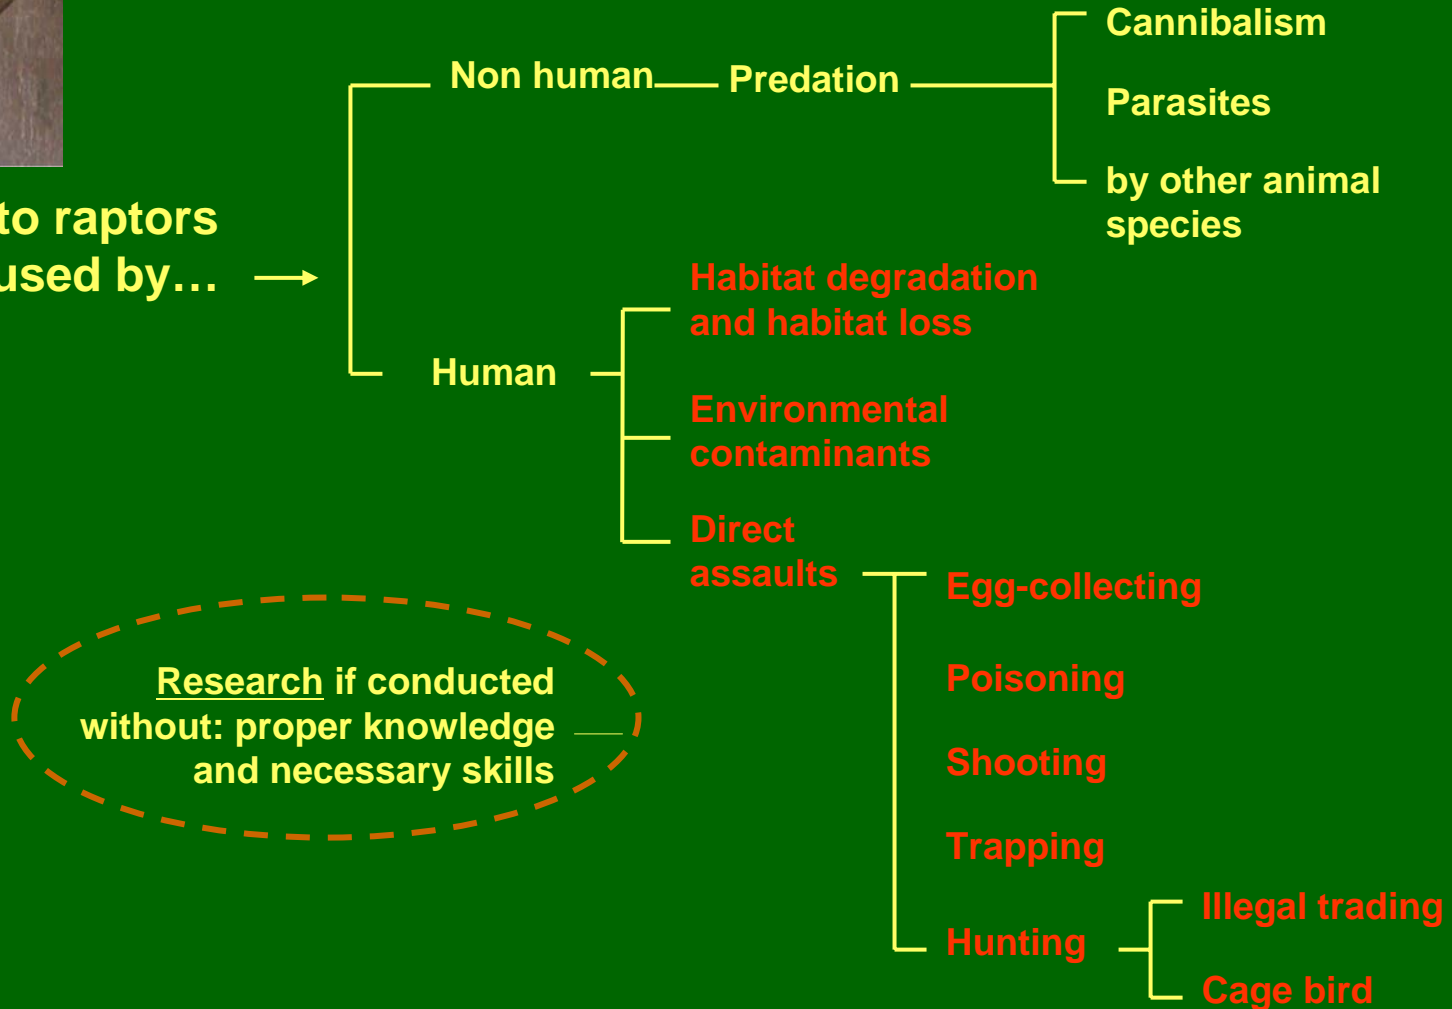 to raptors
used by…
Non human
Predation
Cannibalism
Parasites
by other animal
species
Human
Habitat degradation
and habitat loss
Environmental
contaminants
Direct
assaults
Egg-collecting
Poisoning
Shooting
Trapping
Hunting
Illegal trading
Cage bird
Research if conducted
without: proper knowledge
and necessary skills